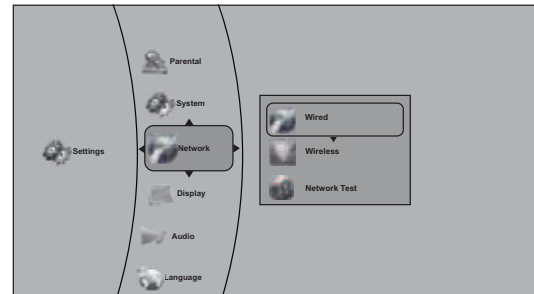 Settings
Parental
System
Network
Display
Audio
Language
Wired
Wireless
Network Test